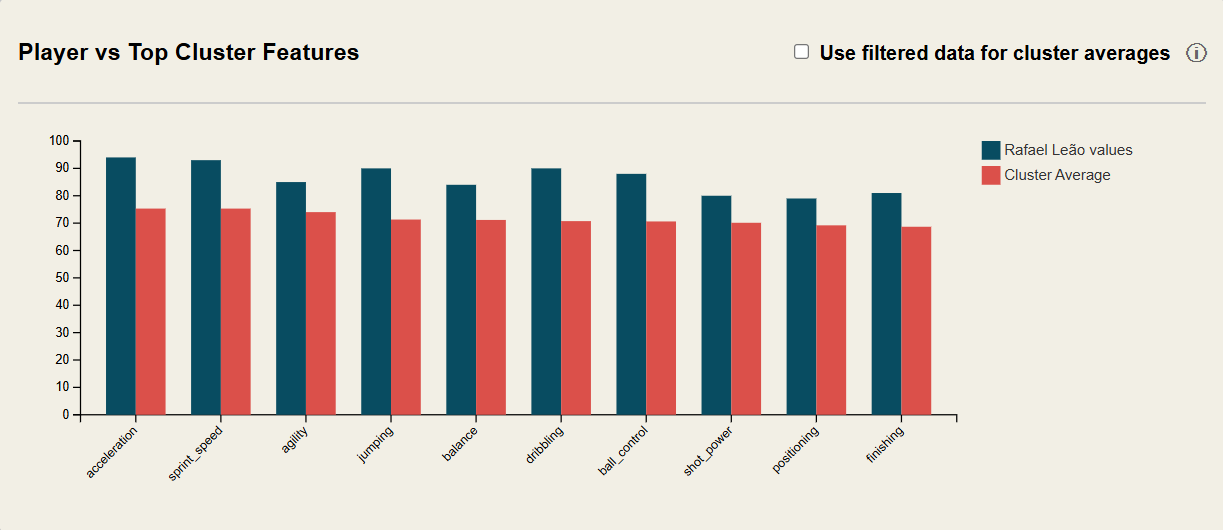 Player vs Top Cluster Features
Use filtered data for cluster averages
i
100
90
80
70
60
50
40
30
20
10
0
acceleration
sprint_speed
agility
jumping
balance
dribbling
ball_control
shot_power
positioning
finishing
Rafael Leão values
Cluster Average